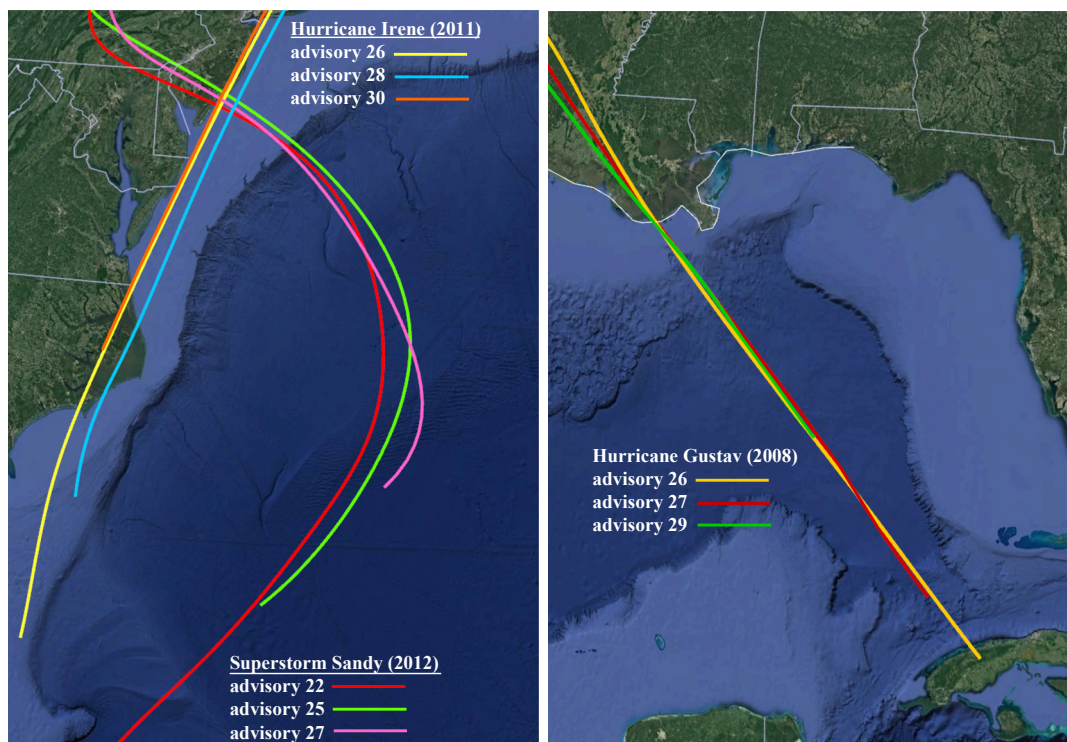 Hurricane Irene (2011)
advisory 26
advisory 28
advisory 30
Superstorm Sandy (2012)
advisory 22
advisory 25
advisory 27
Hurricane Gustav (2008)
advisory 26
advisory 27
advisory 29